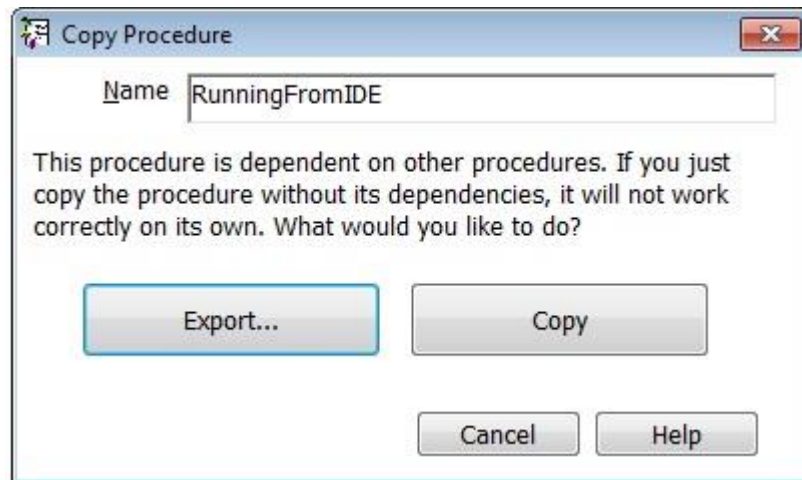 Copy Procedure
Name RunningFromIDE
This procedure is dependent on other procedures. If you just
copy the procedure without its dependencies, it will not work
correctly on its own. What would you like to do?
Export... Copy
Cancel Help